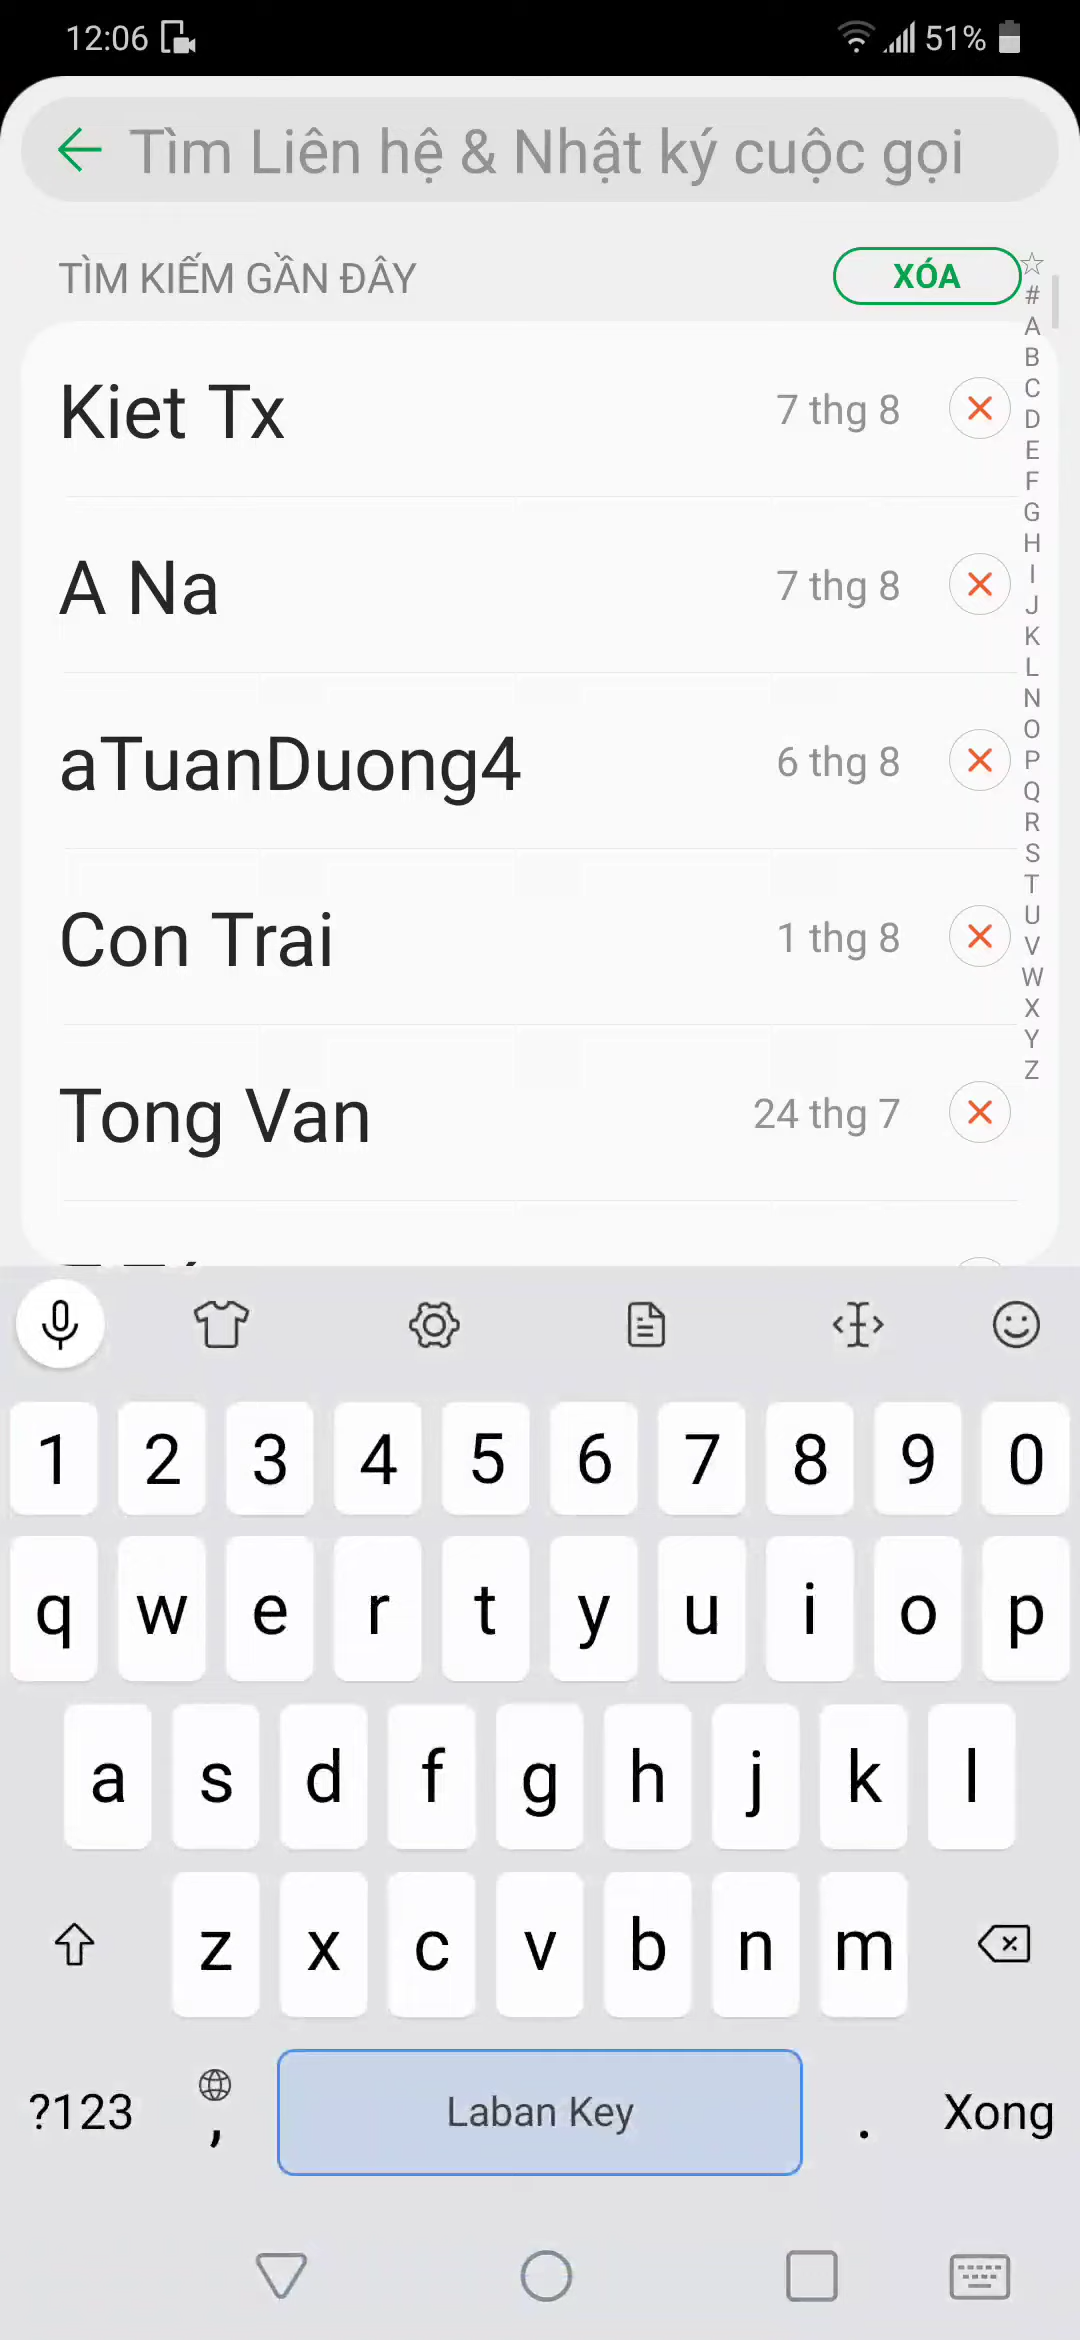 12:06 51%
Tìm Liên hệ & Nhật ký cuộc gọi
TÌM KIẾM GẦN ĐÂY XÓA
Kiet Tx 7 thg 8
A Na 7 thg 8
aTuanDuong4 6 thg 8
Con Trai 1 thg 8
Tong Van 24 thg 7
☆
#
A
B
C
D
E
F
G
H
I
J
K
L
N
O
P
Q
R
S
T
U
V
W
X
Y
Z
1 2 3 4 5 6 7 8 9 0
q w e r t y u i o p
a s d f g h j k l
z x c v b n m
?123 , Laban Key . Xong